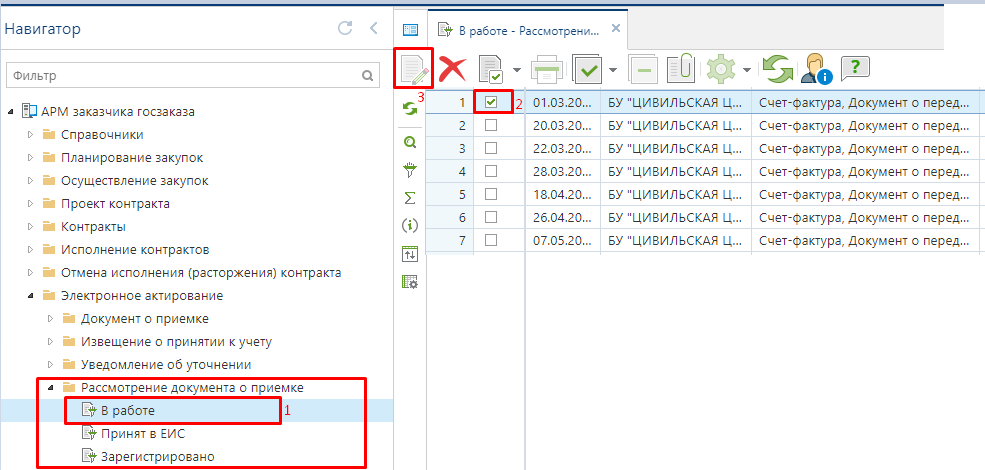 Навигатор
В работе - Рассмотрени...
Фильтр
АРМ заказчика госзаказа
Справочники
Планирование закупок
Осуществление закупок
Проект контракта
Контракты
Исполнение контрактов
Отмена исполнения (расторжения) контракта
Электронное актирование
Документ о приемке
Извещение о принятии к учету
Уведомление об уточнении
Рассмотрение документа о приемке
В работе 1
Принят в ЕИС
Зарегистрировано
3
1 2 01.03.20... БУ "ЦИВИЛЬСКАЯ Ц... Счет-фактура, Документ о перед...
2 20.03.20... БУ "ЦИВИЛЬСКАЯ Ц... Счет-фактура, Документ о перед...
3 22.03.20... БУ "ЦИВИЛЬСКАЯ Ц... Счет-фактура, Документ о перед...
4 28.03.20... БУ "ЦИВИЛЬСКАЯ Ц... Счет-фактура, Документ о перед...
5 18.04.20... БУ "ЦИВИЛЬСКАЯ Ц... Счет-фактура, Документ о перед...
6 26.04.20... БУ "ЦИВИЛЬСКАЯ Ц... Счет-фактура, Документ о перед...
7 07.05.20... БУ "ЦИВИЛЬСКАЯ Ц... Счет-фактура, Документ о перед...